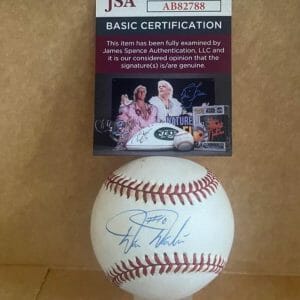 JSA
AB82788
BASIC CERTIFICATION
This item has been fully examined by
James Spence Authentication, LLC and
it is our considered opinion that the
signature(s) is/are genuine.